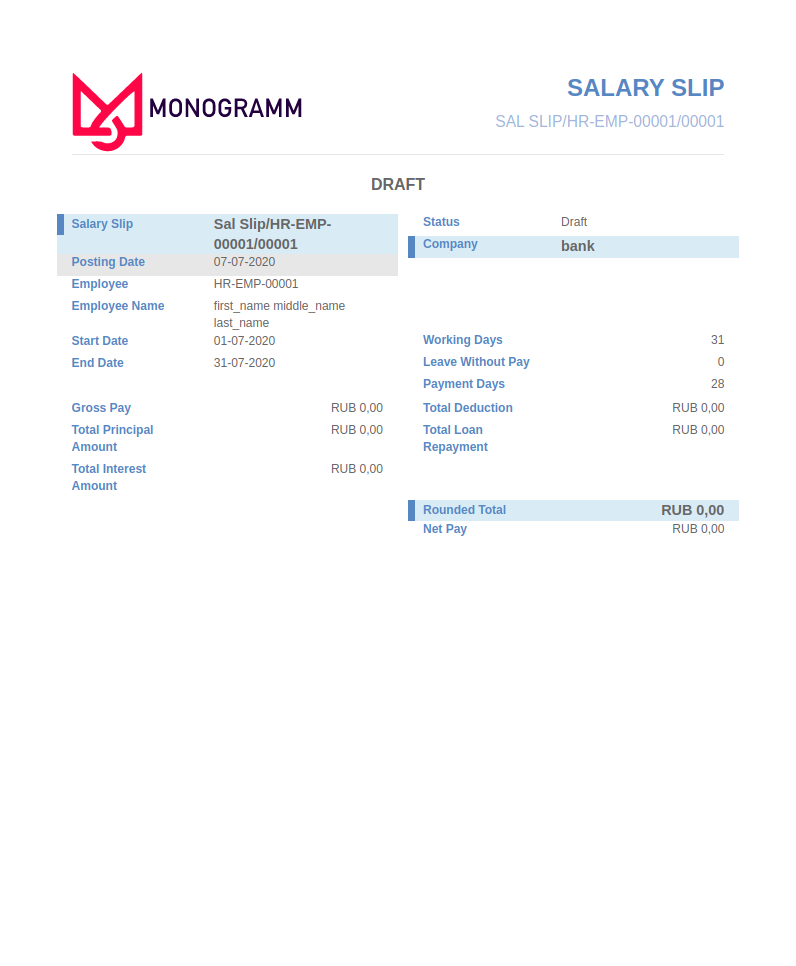 MONOGRAMM
SALARY SLIP
SAL SLIP/HR-EMP-00001/00001
DRAFT
Salary Slip Sal Slip/HR-EMP-
00001/00001
Posting Date 07-07-2020
Employee HR-EMP-00001
Employee Name first_name middle_name
last_name
Start Date 01-07-2020
End Date 31-07-2020
Status Draft
Company bank
Working Days 31
Leave Without Pay 0
Payment Days 28
Gross Pay RUB 0,00
Total Principal RUB 0,00
Amount
Total Interest RUB 0,00
Amount
Total Deduction RUB 0,00
Total Loan RUB 0,00
Repayment
Rounded Total RUB 0,00
Net Pay RUB 0,00